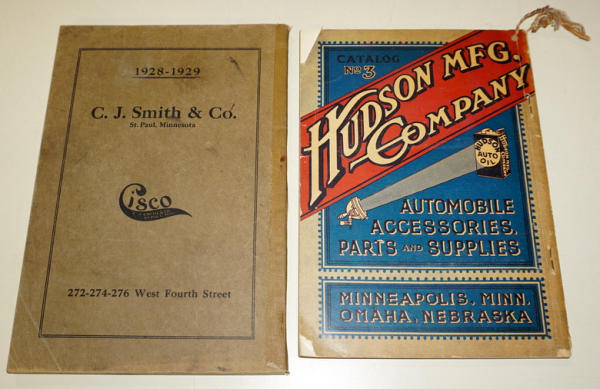 1928-1929
C. J. Smith & Co.
St. Paul, Minnesota
Cisco
272-274-276 West Fourth Street
CATALOG
No 3
HUDSON MFG.
COMPANY
HUDSON
AUTO
OIL
AUTOMOBILE
ACCESSORIES,
PARTS AND SUPPLIES
MINNEAPOLIS, MINN.
OMAHA, NEBRASKA